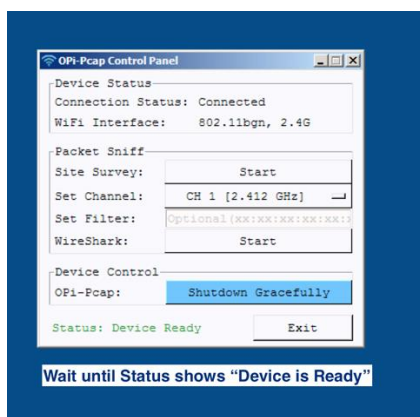 OPi-Pcap Control Panel
Device Status
Connection Status: Connected
WiFi Interface: 802.11bgn, 2.4G
Packet Sniff
Site Survey: Start
Set Channel: CH 1 [2.412 GHz]
Set Filter: Optional(xx:xx:xx:xx:xx:
WireShark: Start
Device Control
OPi-Pcap: Shutdown Gracefully
Status: Device Ready Exit
Wait until Status shows “Device is Ready”